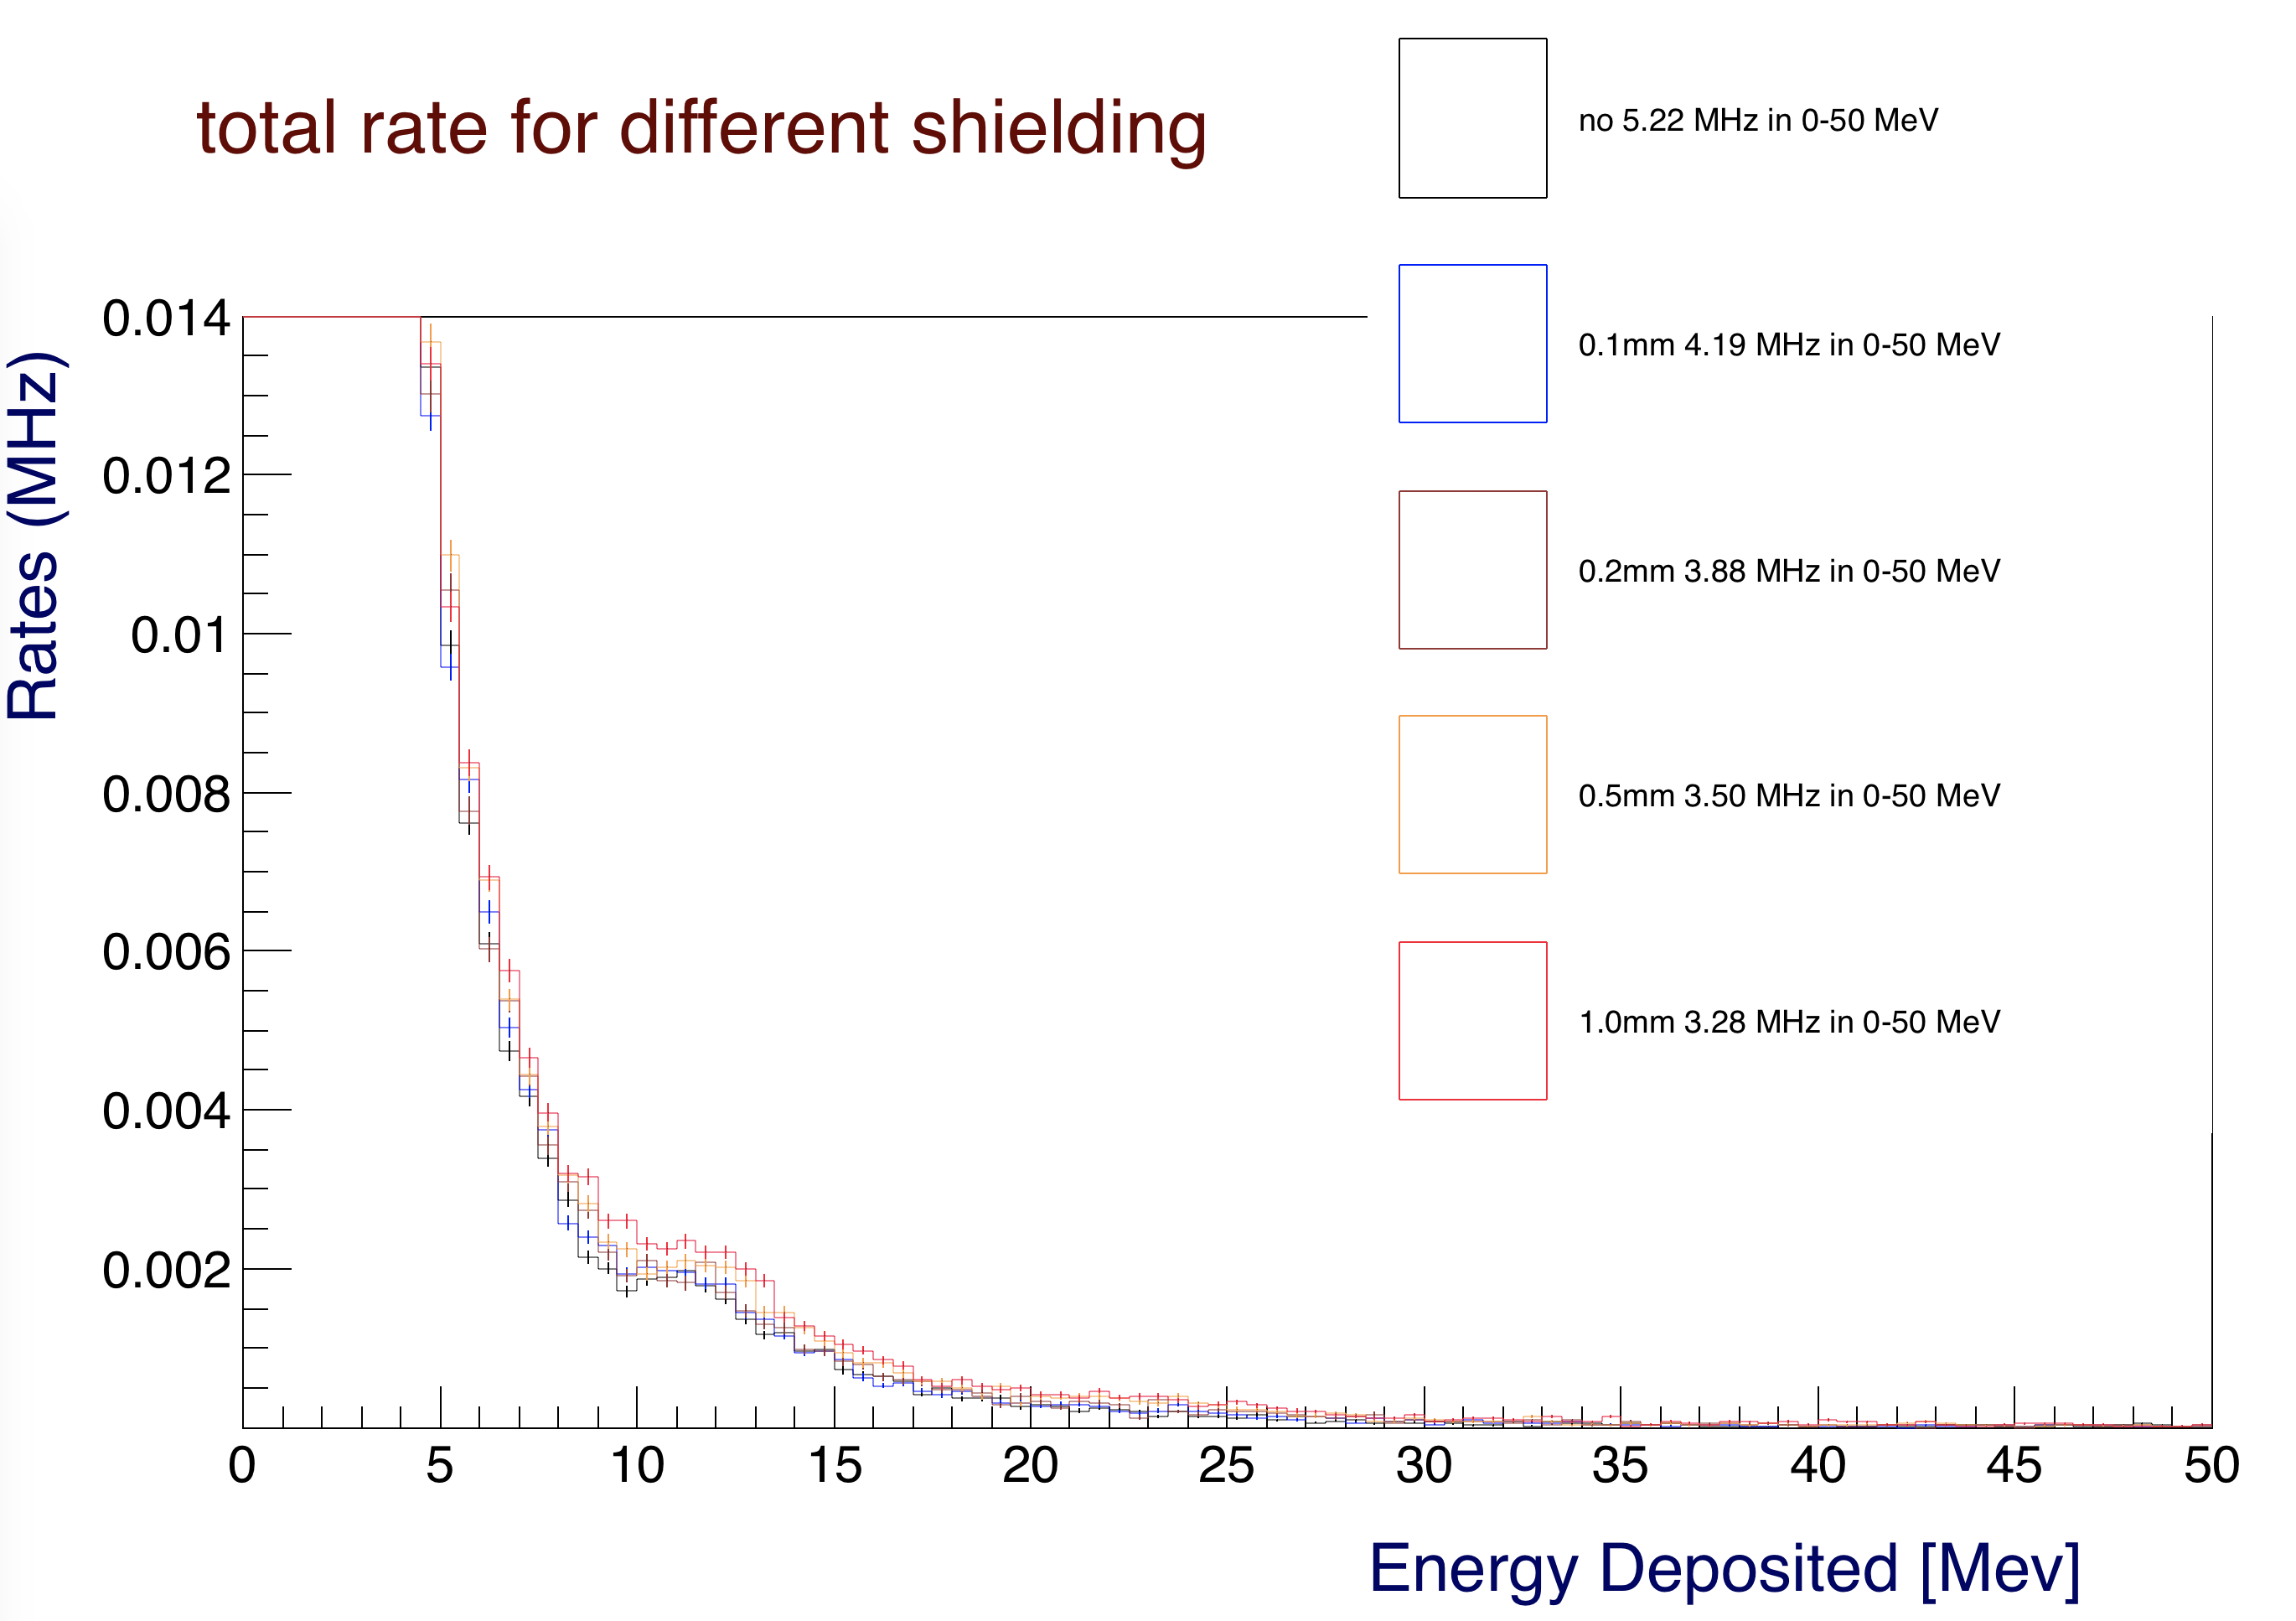 total rate for different shielding
no 5.22 MHz in 0-50 MeV
0.1mm 4.19 MHz in 0-50 MeV
0.2mm 3.88 MHz in 0-50 MeV
0.5mm 3.50 MHz in 0-50 MeV
1.0mm 3.28 MHz in 0-50 MeV
Rates (MHz)
0.014
0.012
0.01
0.008
0.006
0.004
0.002
0 5 10 15 20 25 30 35 40 45 50
Energy Deposited [Mev]